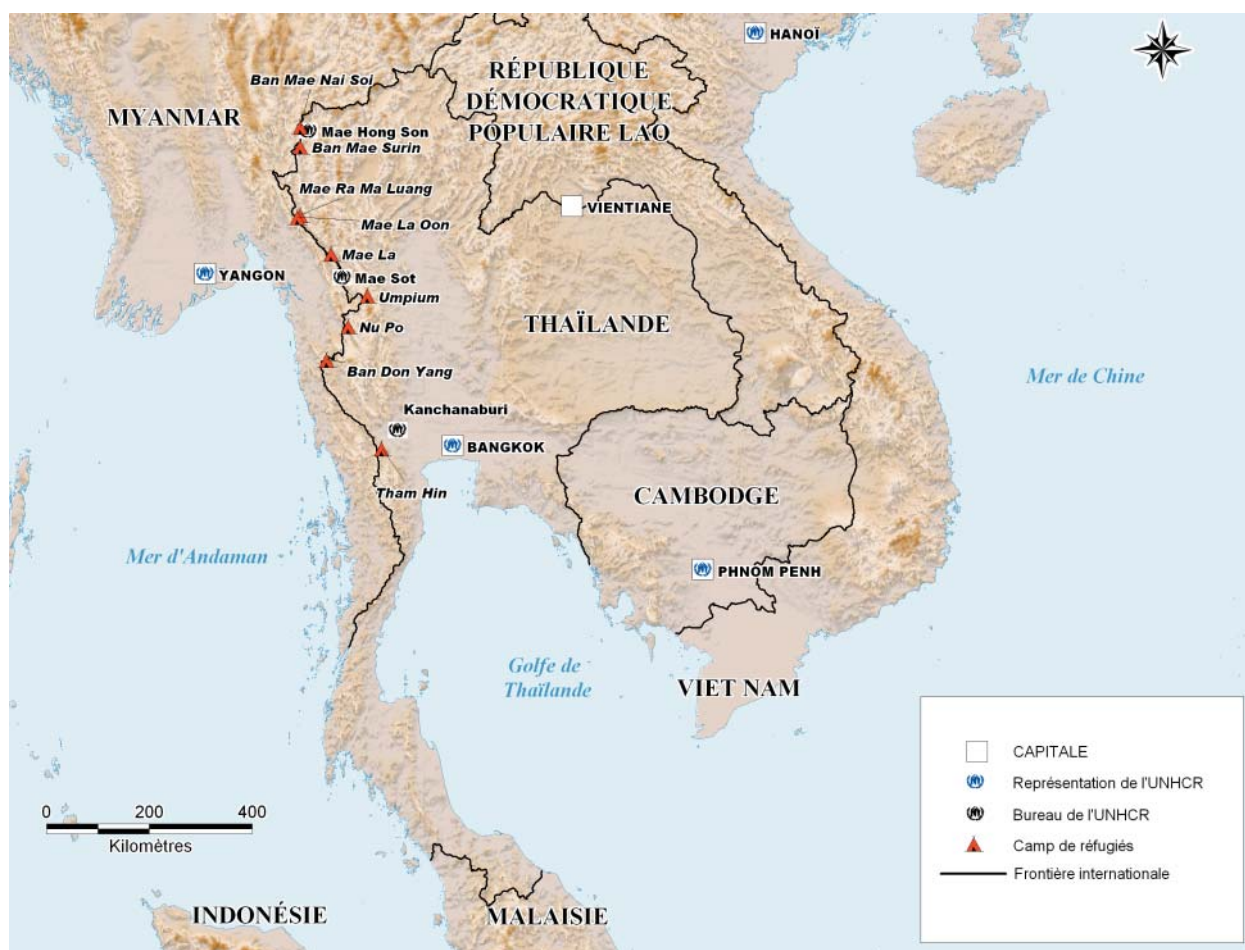 HANOÏ
RÉPUBLIQUE
DÉMOCRATIQUE
POPULAIRE LAO
Ban Mae Nai Soi
MYANMAR
Mae Hong Son
Ban Mae Surin
Mae Ra Ma Luang
Mae La Oon
VIENTIANE
Mae La
YANGON
Mae Sot
Umpium
Nu Po
THAÏLANDE
Ban Don Yang
Mer de Chine
Kanchanaburi
BANGKOK
Tham Hin
CAMBODGE
Mer d'Andaman
PHNÔM PENH
Golfe de
Thaïlande
VIET NAM
CAPITALE
Représentation de l'UNHCR
Bureau de l'UNHCR
Camp de réfugiés
Frontière internationale
0 200 400
Kilomètres
INDONÉSIE
MALAISIE